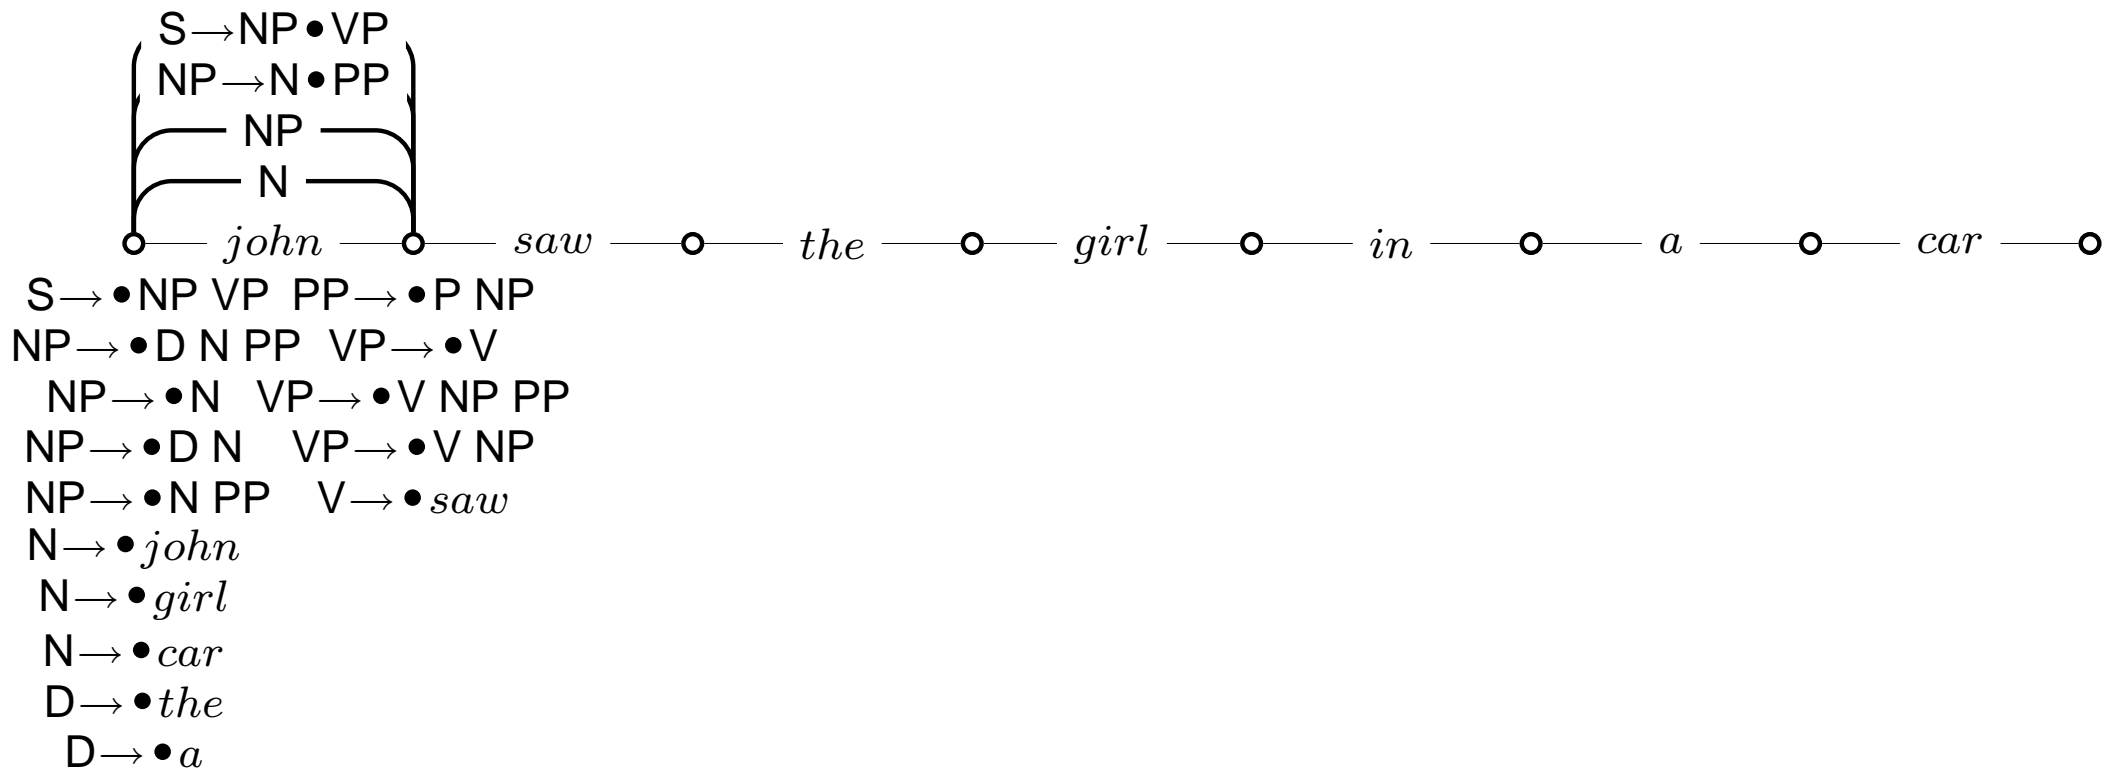 S→NP•VP
NP→N•PP
NP
N
john saw the girl in a car
S→•NP VP PP→•P NP
NP→•D N PP VP→•V
NP→•N VP→•V NP PP
NP→•D N VP→•V NP
NP→•N PP V→•saw
N→•john
N→•girl
N→•car
D→•the
D→•a